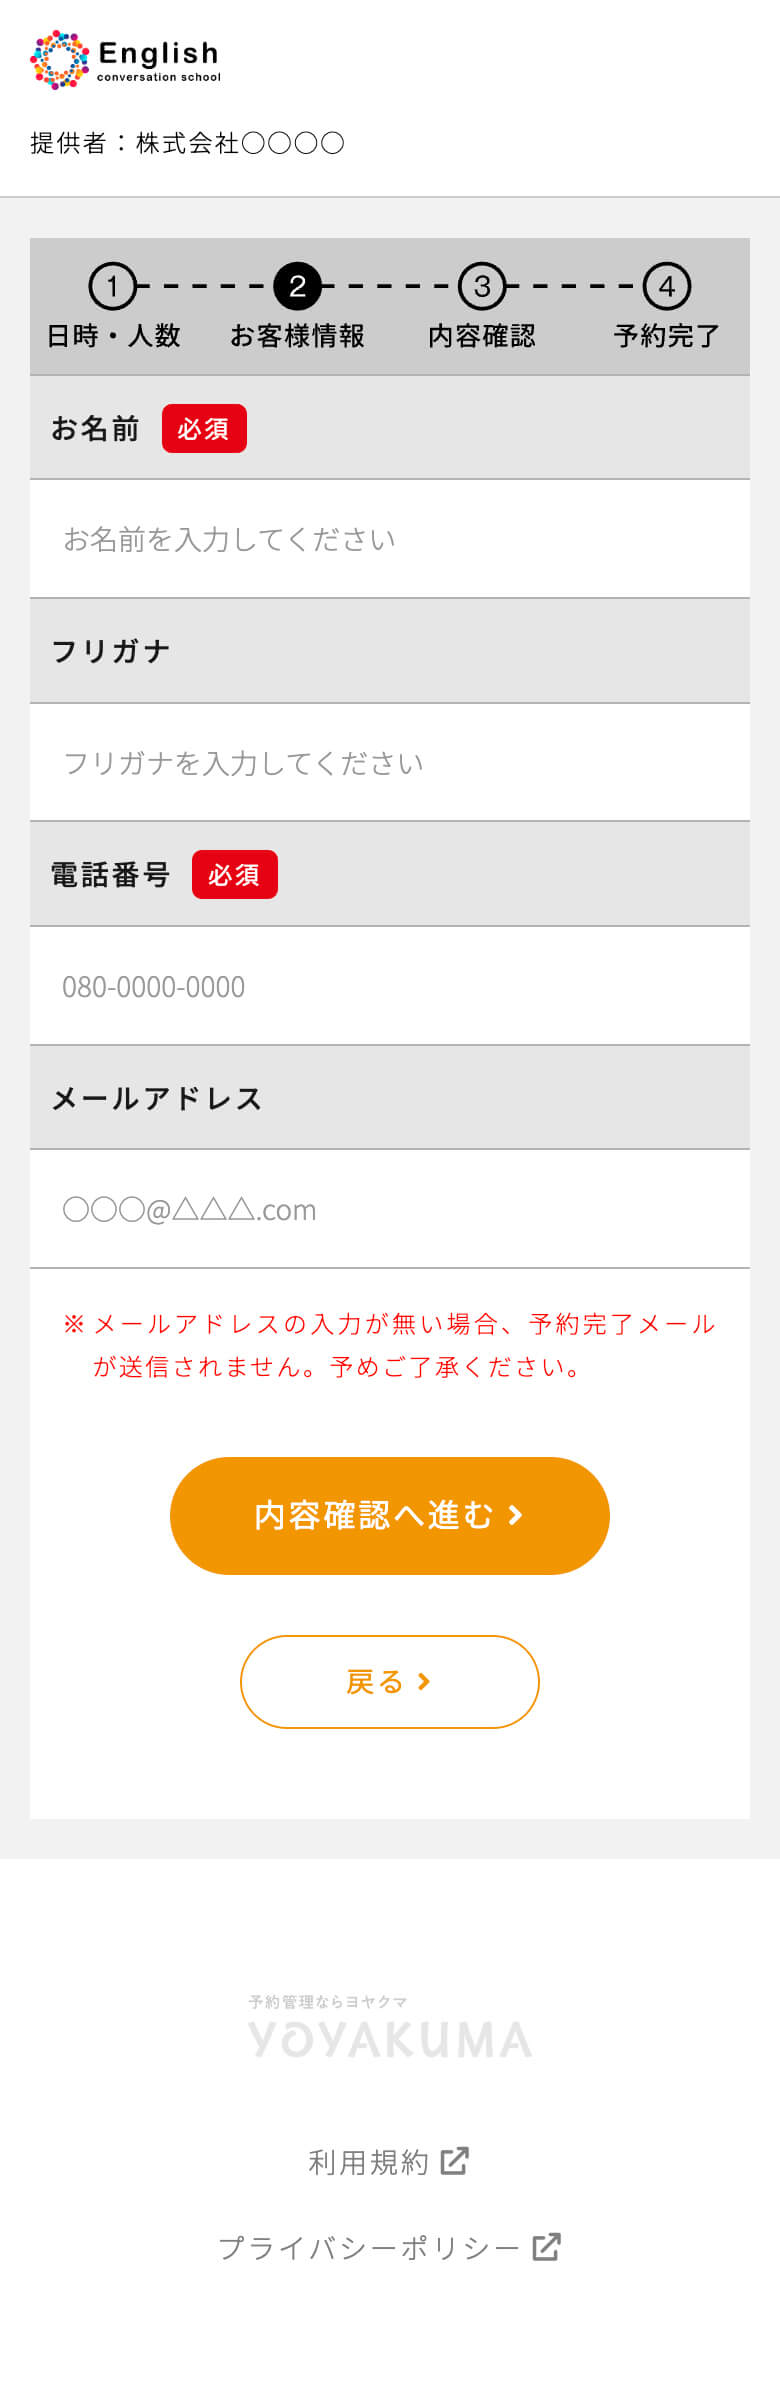 English
conversation school
提供者：株式会社〇〇〇〇
1 2 3 4
日時・人数 お客様情報 内容確認 予約完了
お名前 必須
お名前を入力してください
フリガナ
フリガナを入力してください
電話番号 必須
080-0000-0000
メールアドレス
〇〇〇@△△△.com
※ メールアドレスの入力が無い場合、予約完了メール
が送信されません。予めご了承ください。
内容確認へ進む
戻る
予約管理ならヨヤクマ
YOYAKUMA
利用規約
プライバシーポリシー